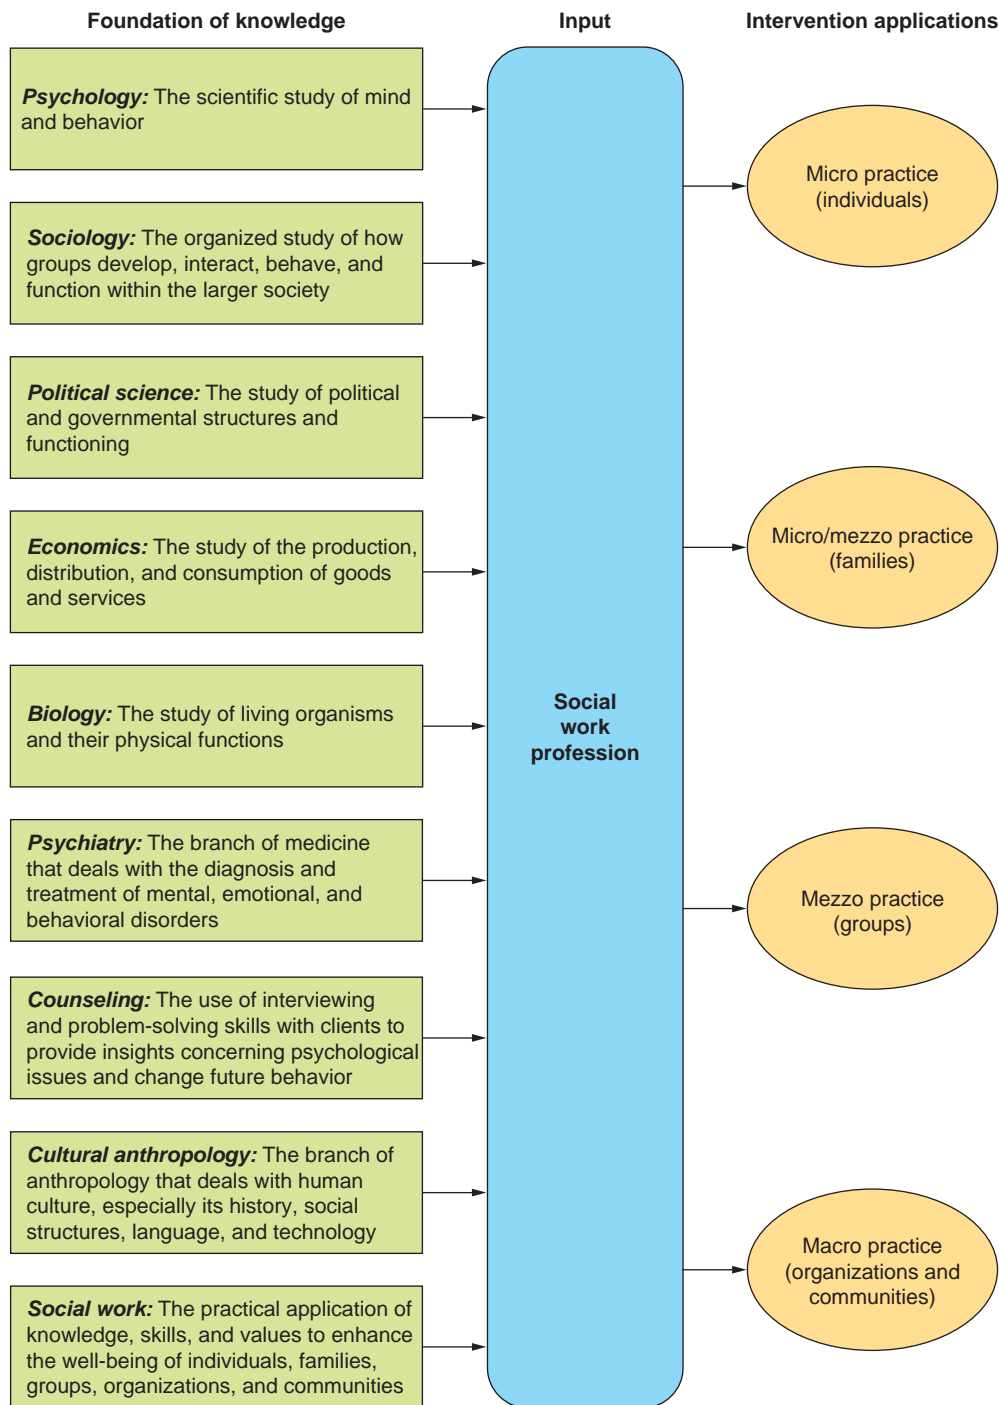 Foundation of knowledge
Input
Intervention applications
Psychology: The scientific study of mind
and behavior
Sociology: The organized study of how
groups develop, interact, behave, and
function within the larger society
Political science: The study of political
and governmental structures and
functioning
Economics: The study of the production,
distribution, and consumption of goods
and services
Biology: The study of living organisms
and their physical functions
Psychiatry: The branch of medicine
that deals with the diagnosis and
treatment of mental, emotional, and
behavioral disorders
Counseling: The use of interviewing
and problem-solving skills with clients to
provide insights concerning psychological
issues and change future behavior
Cultural anthropology: The branch of
anthropology that deals with human
culture, especially its history, social
structures, language, and technology
Social work: The practical application of
knowledge, skills, and values to enhance
the well-being of individuals, families,
groups, organizations, and communities
Social
work
profession
Micro practice
(individuals)
Micro/mezzo practice
(families)
Mezzo practice
(groups)
Macro practice
(organizations and
communities)